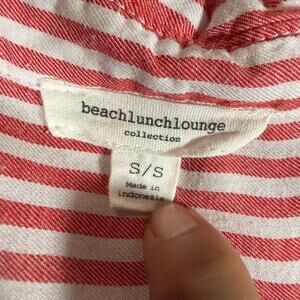 beachlunchlounge
collection
S/S
Made in
indonesia